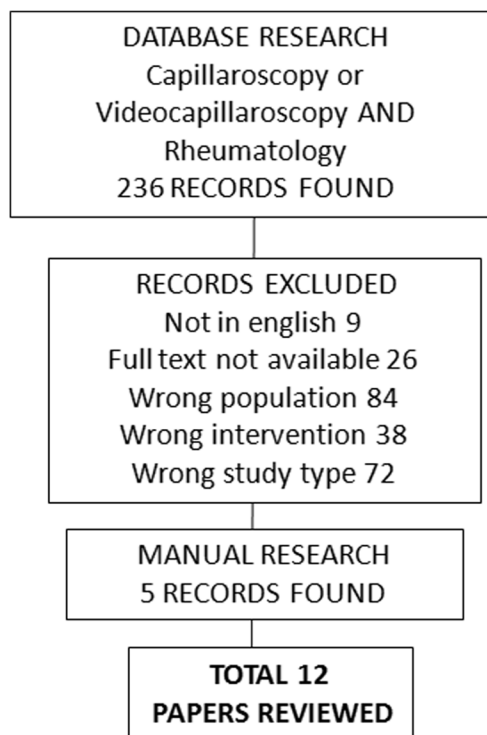 DATABASE RESEARCH
Capillaroscopy or
Videocapillaroscopy AND
Rheumatology
236 RECORDS FOUND
RECORDS EXCLUDED
Not in english 9
Full text not available 26
Wrong population 84
Wrong intervention 38
Wrong study type 72
MANUAL RESEARCH
5 RECORDS FOUND
TOTAL 12
PAPERS REVIEWED